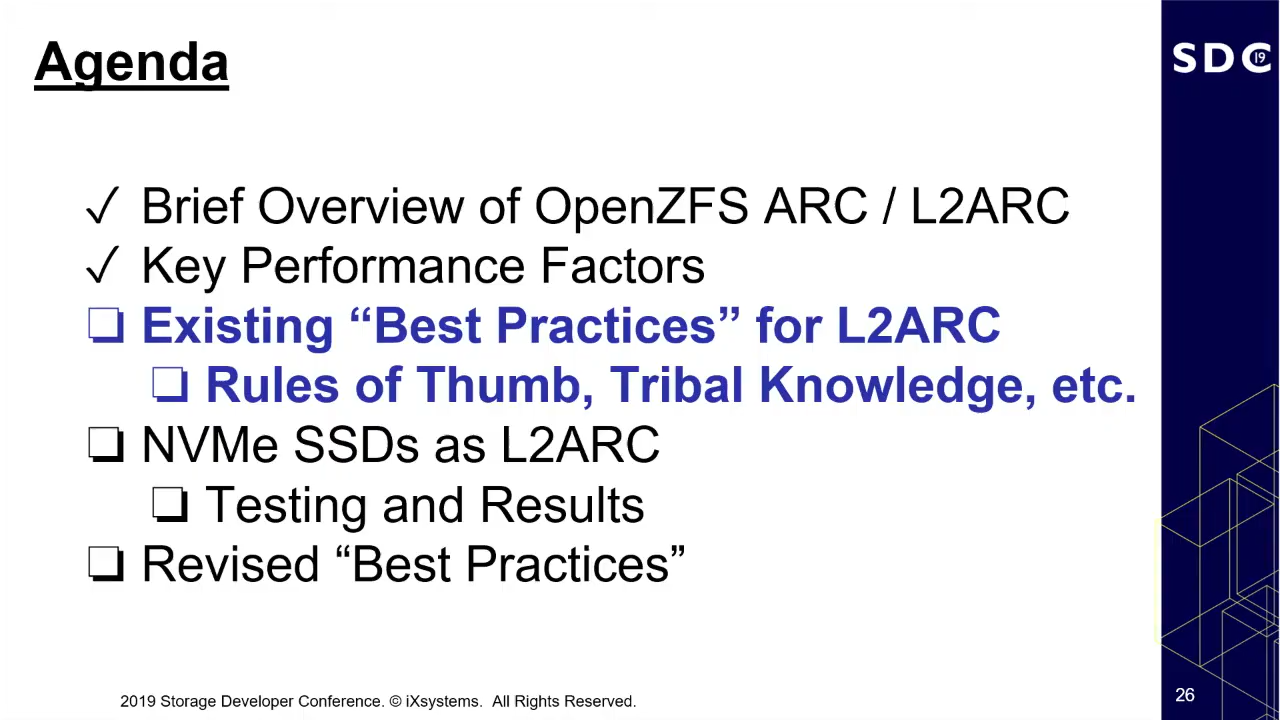 Agenda
SDC 19
✓ Brief Overview of OpenZFS ARC / L2ARC
✓ Key Performance Factors
❏ Existing “Best Practices” for L2ARC
❏ Rules of Thumb, Tribal Knowledge, etc.
❏ NVMe SSDs as L2ARC
❏ Testing and Results
❏ Revised “Best Practices”
2019 Storage Developer Conference. © iXsystems. All Rights Reserved.
26